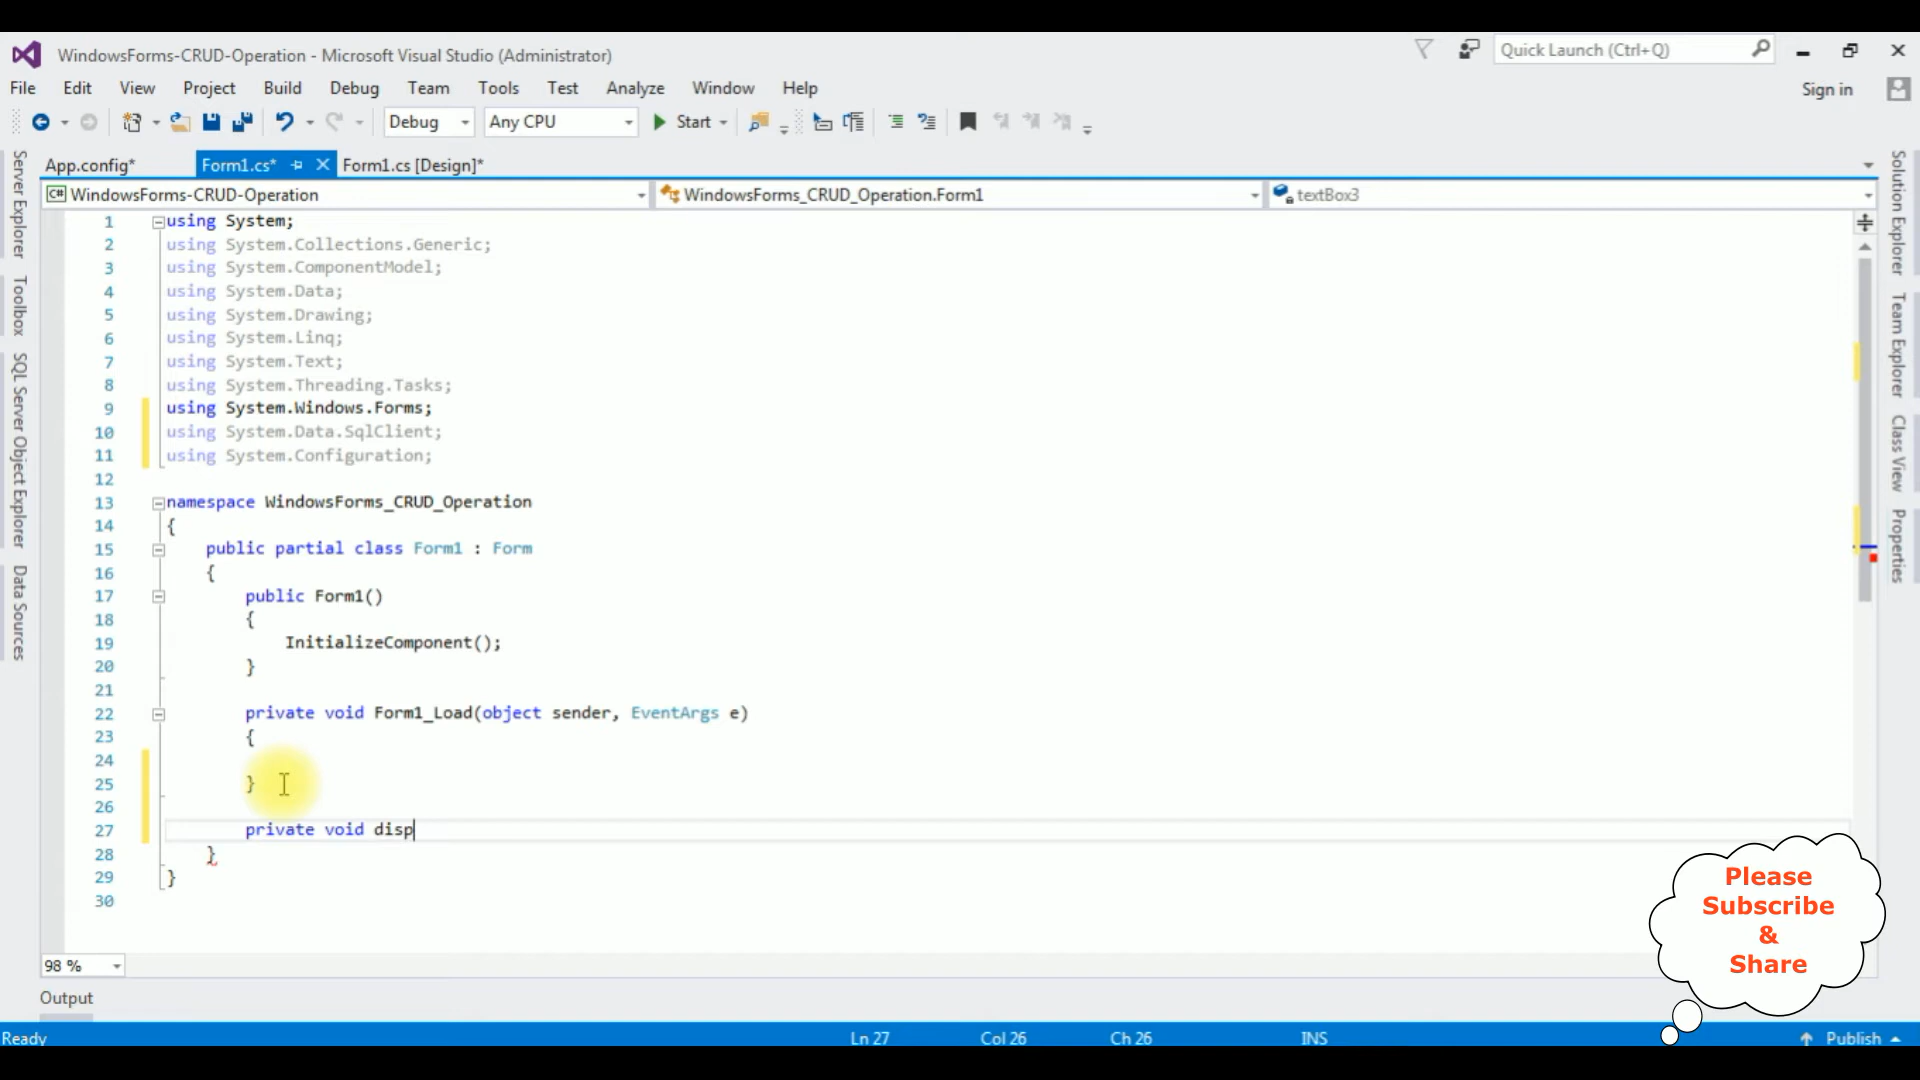 WindowsForms-CRUD-Operation - Microsoft Visual Studio (Administrator)
Quick Launch (Ctrl+Q)
File Edit View Project Build Debug Team Tools Test Analyze Window Help
Sign in
Debug Any CPU Start
App.config* Form1.cs* Form1.cs [Design]*
C# WindowsForms-CRUD-Operation WindowsForms_CRUD_Operation.Form1 textBox3
Server Explorer
Toolbox
SQL Server Object Explorer
Data Sources
1 using System;
2 using System.Collections.Generic;
3 using System.ComponentModel;
4 using System.Data;
5 using System.Drawing;
6 using System.Linq;
7 using System.Text;
8 using System.Threading.Tasks;
9 using System.Windows.Forms;
10 using System.Data.SqlClient;
11 using System.Configuration;
12
13 namespace WindowsForms_CRUD_Operation
14 {
15 public partial class Form1 : Form
16 {
17 public Form1()
18 {
19 InitializeComponent();
20 }
21
22 private void Form1_Load(object sender, EventArgs e)
23 {
24
25 }
26
27 private void disp
28 }
29 }
30
Solution Explorer
Team Explorer
Class View
Properties
Please
Subscribe
&
Share
98 %
Output
Ready Ln 27 Col 26 Ch 26 INS Publish